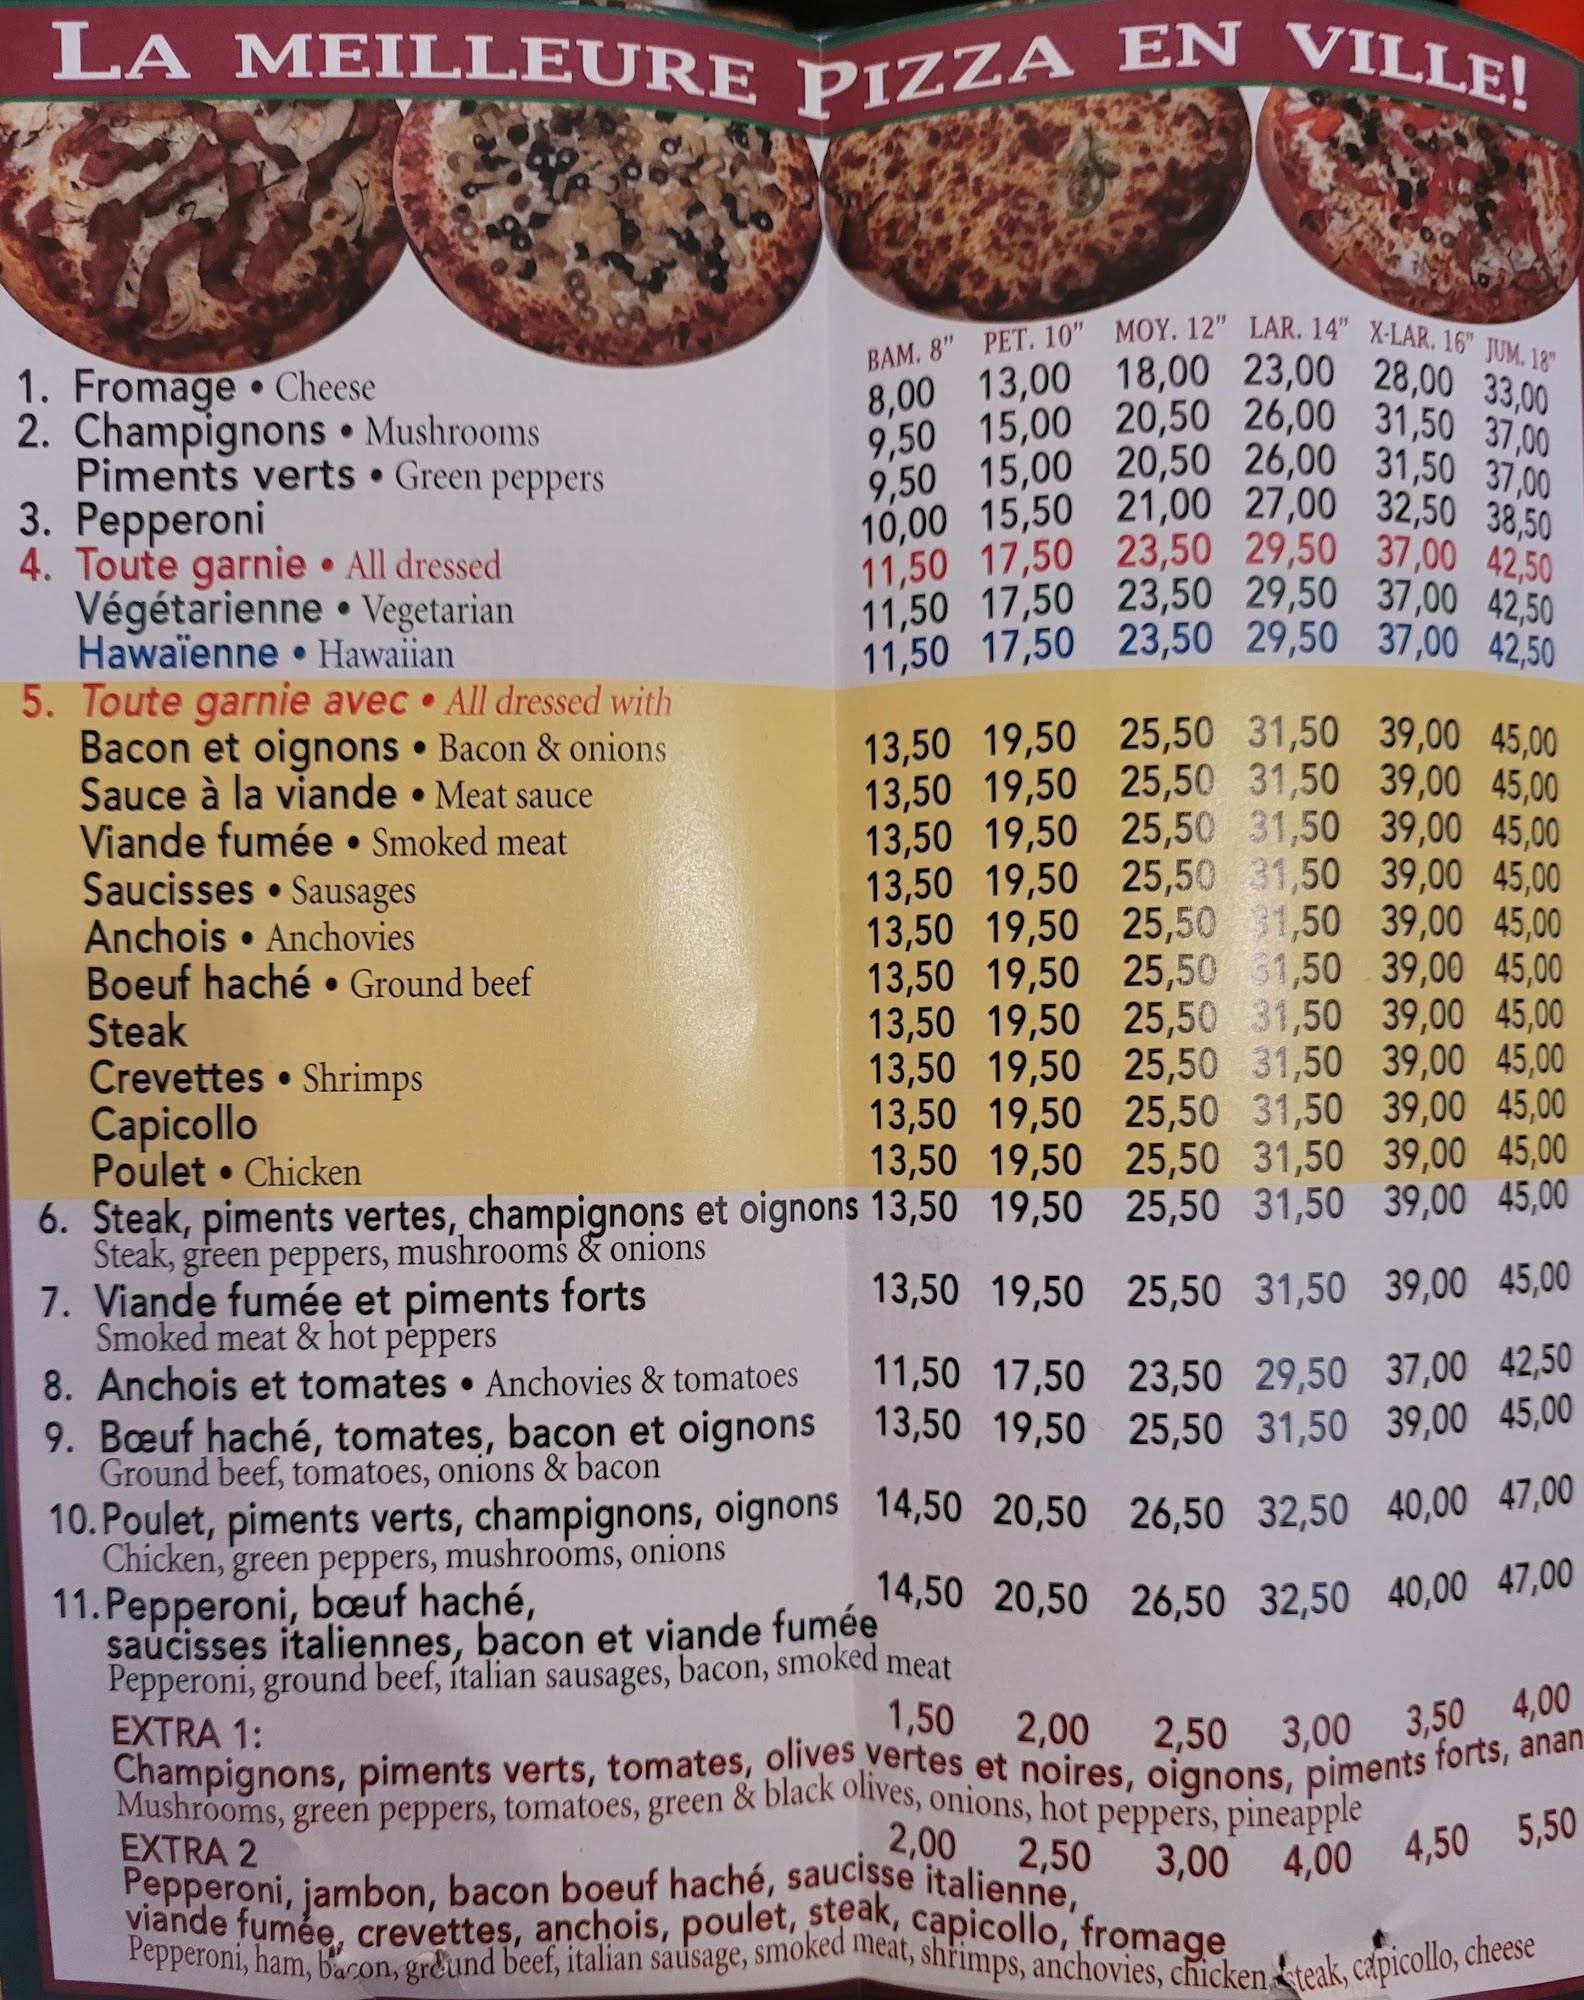 LA MEILLEURE PIZZA EN VILLE!
BAM. 8" PET. 10" MOY. 12" LAR. 14" X-LAR. 16" JUM. 18"
1. Fromage • Cheese 8,00 13,00 18,00 23,00 28,00 33,00
2. Champignons • Mushrooms 9,50 15,00 20,50 26,00 31,50 37,00
Piments verts • Green peppers 9,50 15,00 20,50 26,00 31,50 37,00
3. Pepperoni 10,00 15,50 21,00 27,00 32,50 38,50
4. Toute garnie • All dressed 11,50 17,50 23,50 29,50 37,00 42,50
Végétarienne • Vegetarian 11,50 17,50 23,50 29,50 37,00 42,50
Hawaïenne • Hawaiian 11,50 17,50 23,50 29,50 37,00 42,50
5. Toute garnie avec • All dressed with
Bacon et oignons • Bacon & onions 13,50 19,50 25,50 31,50 39,00 45,00
Sauce à la viande • Meat sauce 13,50 19,50 25,50 31,50 39,00 45,00
Viande fumée • Smoked meat 13,50 19,50 25,50 31,50 39,00 45,00
Saucisses • Sausages 13,50 19,50 25,50 31,50 39,00 45,00
Anchois • Anchovies 13,50 19,50 25,50 31,50 39,00 45,00
Boeuf haché • Ground beef 13,50 19,50 25,50 31,50 39,00 45,00
Steak 13,50 19,50 25,50 31,50 39,00 45,00
Crevettes • Shrimps 13,50 19,50 25,50 31,50 39,00 45,00
Capicollo 13,50 19,50 25,50 31,50 39,00 45,00
Poulet • Chicken 13,50 19,50 25,50 31,50 39,00 45,00
6. Steak, piments vertes, champignons et oignons 13,50 19,50 25,50 31,50 39,00 45,00
Steak, green peppers, mushrooms & onions
7. Viande fumée et piments forts 13,50 19,50 25,50 31,50 39,00 45,00
Smoked meat & hot peppers
8. Anchois et tomates • Anchovies & tomatoes 11,50 17,50 23,50 29,50 37,00 42,50
9. Bœuf haché, tomates, bacon et oignons 13,50 19,50 25,50 31,50 39,00 45,00
Ground beef, tomatoes, onions & bacon
10. Poulet, piments verts, champignons, oignons 14,50 20,50 26,50 32,50 40,00 47,00
Chicken, green peppers, mushrooms, onions
11. Pepperoni, bœuf haché, 14,50 20,50 26,50 32,50 40,00 47,00
saucisses italiennes, bacon et viande fumée
Pepperoni, ground beef, italian sausages, bacon, smoked meat
EXTRA 1: 1,50 2,00 2,50 3,00 3,50 4,00
Champignons, piments verts, tomates, olives vertes et noires, oignons, piments forts, anan
Mushrooms, green peppers, tomatoes, green & black olives, onions, hot peppers, pineapple
EXTRA 2 2,00 2,50 3,00 4,00 4,50 5,50
Pepperoni, jambon, bacon boeuf haché, saucisse italienne,
viande fumée, crevettes, anchois, poulet, steak, capicollo, fromage
Pepperoni, ham, bacon, ground beef, italian sausage, smoked meat, shrimps, anchovies, chicken, steak, capicollo, cheese